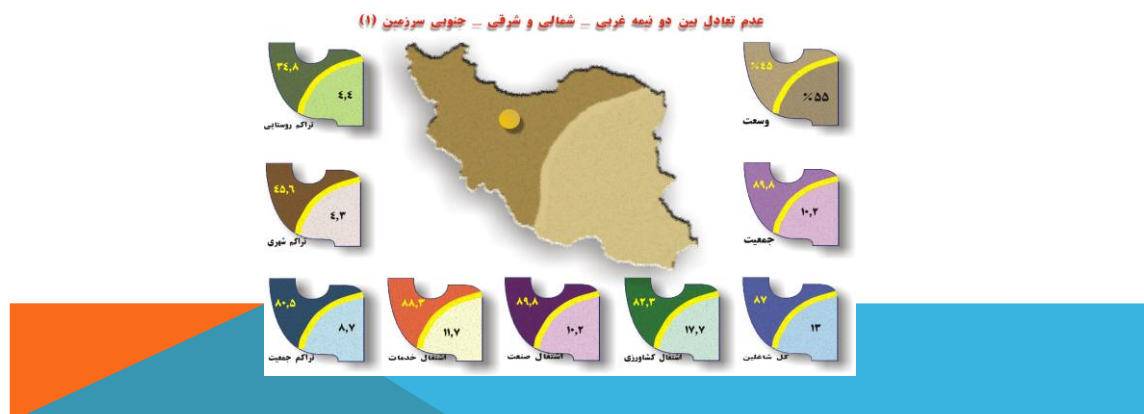 عدم تعادل بین دو نیمه غربی _ شمالی و شرقی _ جنوبی سرزمین (۱)
٪۴۵
٪۵۵
وسعت
۳۴,۸
۴,۴
تراکم روستایی
۸۹,۸
۱۰,۲
جمعیت
۴۵,۶
۴,۳
تراکم شهری
۸۷
۱۳
کل شاغلین
۸۲,۳
۱۷,۷
اشتغال کشاورزی
۸۹,۸
۱۰,۲
اشتغال صنعت
۸۸,۳
۱۱,۷
اشتغال خدمات
۸۰,۵
۸,۷
تراکم جمعیت